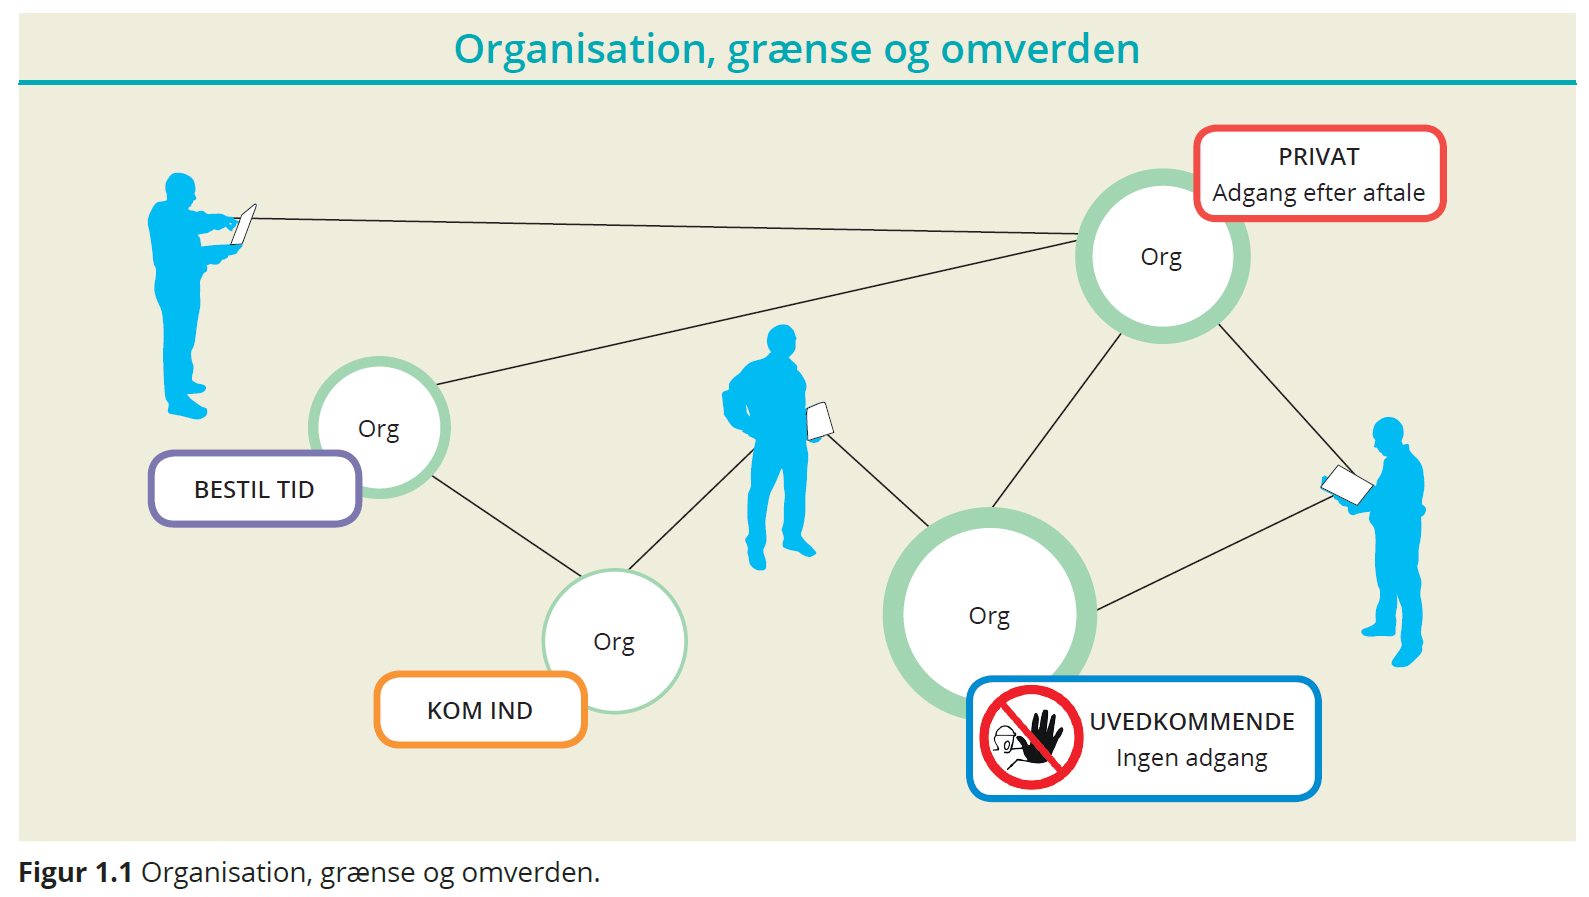 Organisation, grænse og omverden
PRIVAT
Adgang efter aftale
Org
Org
BESTIL TID
Org
KOM IND
Org
UVEDKOMMENDE
Ingen adgang
Figur 1.1 Organisation, grænse og omverden.